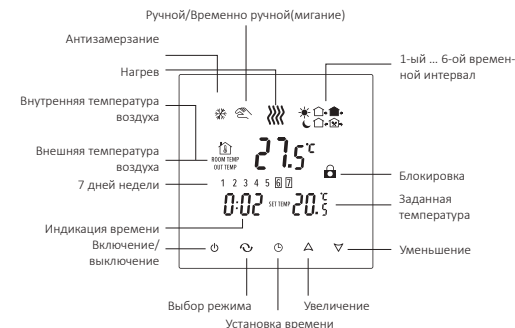 Ручной/Временно ручной(мигание)
Антизамерзание
Нагрев
1-ый ... 6-ой времен-
ной интервал
Внутренняя температура
воздуха
Внешняя температура
воздуха
7 дней недели
27.5°C
ROOM TEMP
OUT TEMP
1 2 3 4 5 6 7
0:02 SET TEMP 20.5°C
Блокировка
Заданная
температура
Индикация времени
Включение/
выключение
Уменьшение
Выбор режима
Увеличение
Установка времени